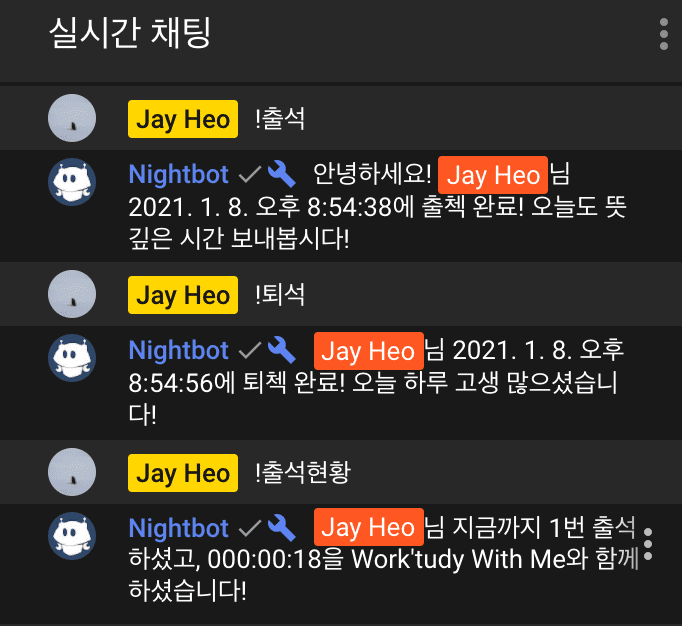 실시간 채팅
Jay Heo !출석
Nightbot 안녕하세요! Jay Heo님
2021. 1. 8. 오후 8:54:38에 출첵 완료! 오늘도 뜻
깊은 시간 보내봅시다!
Jay Heo !퇴석
Nightbot Jay Heo님 2021. 1. 8. 오후
8:54:56에 퇴첵 완료! 오늘 하루 고생 많으셨습니
다!
Jay Heo !출석현황
Nightbot Jay Heo님 지금까지 1번 출석
하셨고, 000:00:18을 Work'tudy With Me와 함께
하셨습니다!